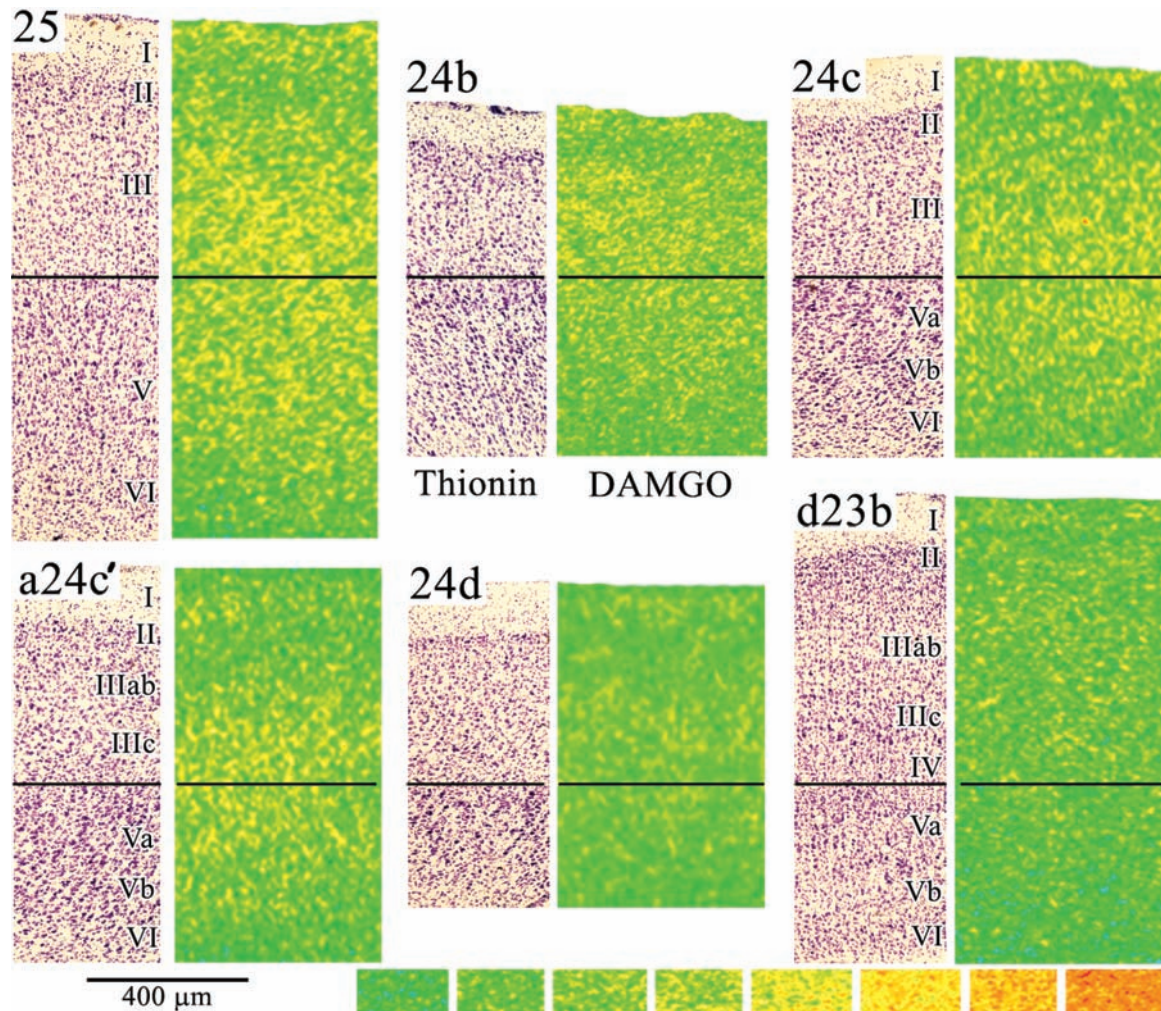 25
I
II
III
V
VI
24b
Thionin
DAMGO
24c
I
II
III
Va
Vb
VI
a24c′
I
II
IIIab
IIIc
Va
Vb
VI
24d
d23b
I
II
IIIab
IIIc
IV
Va
Vb
VI
400 μm